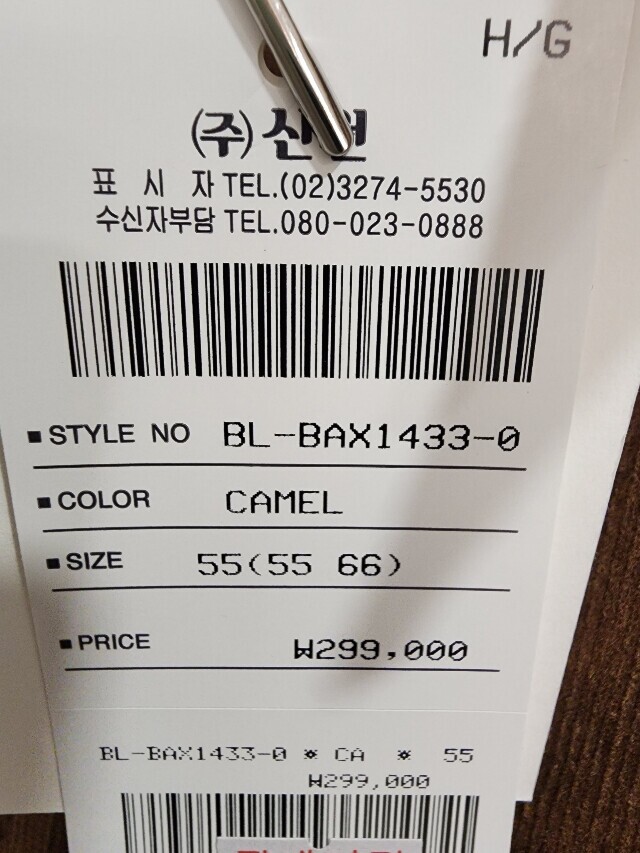 H/G
(주)신원
표 시 자 TEL.(02)3274-5530
수신자부담 TEL.080-023-0888
■ STYLE NO BL-BAX1433-0
■ COLOR CAMEL
■ SIZE 55(55 66)
■ PRICE ₩299,000
BL-BAX1433-0 * CA * 55
₩299,000